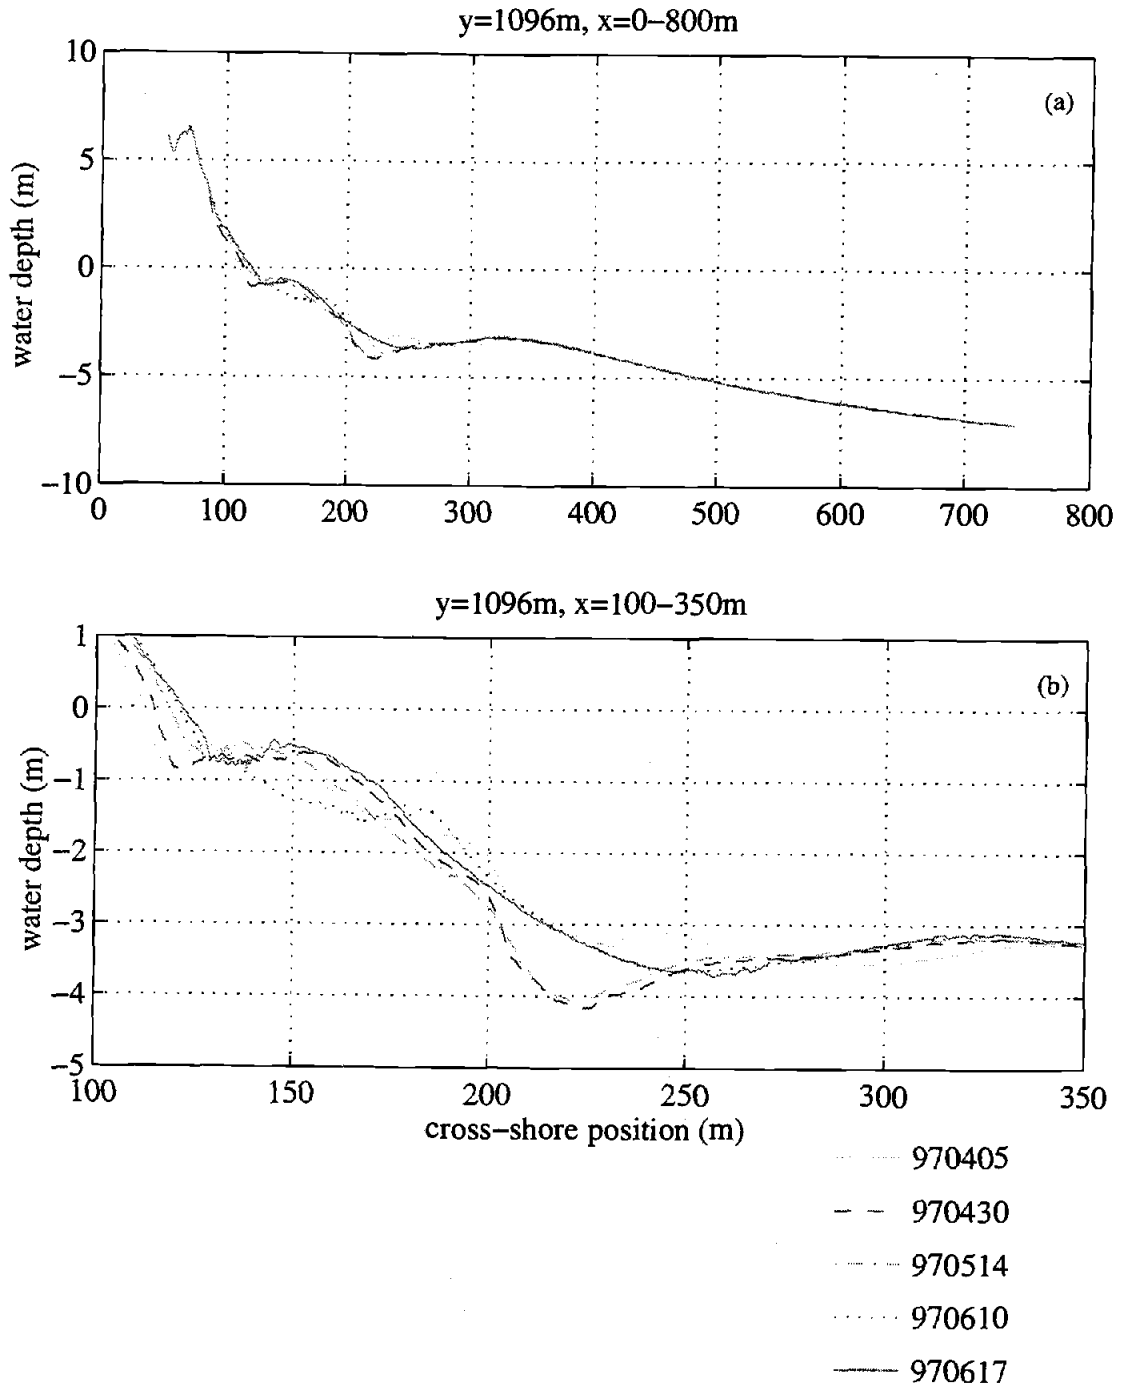 y=1096m, x=0–800m
10
(a)
5
0
–5
–10
water depth (m)
0 100 200 300 400 500 600 700 800
y=1096m, x=100–350m
1
(b)
0
–1
–2
–3
–4
–5
water depth (m)
100 150 200 250 300 350
cross–shore position (m)
970405
970430
970514
970610
970617